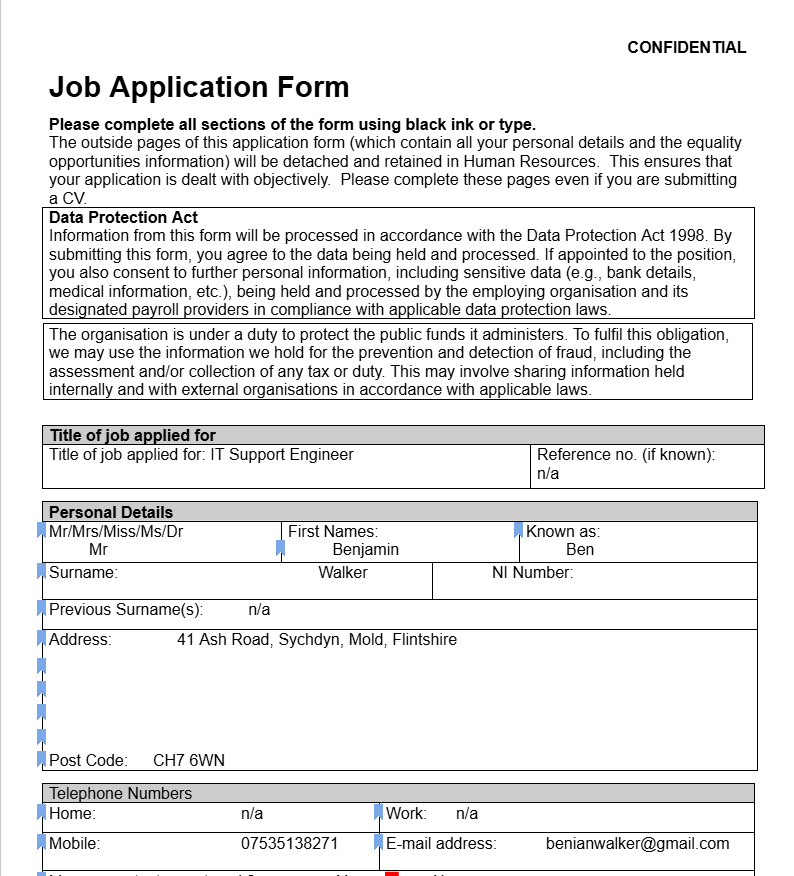 CONFIDENTIAL
Job Application Form
Please complete all sections of the form using black ink or type.
The outside pages of this application form (which contain all your personal details and the equality
opportunities information) will be detached and retained in Human Resources.  This ensures that
your application is dealt with objectively.  Please complete these pages even if you are submitting
a CV.
Data Protection Act
Information from this form will be processed in accordance with the Data Protection Act 1998. By
submitting this form, you agree to the data being held and processed. If appointed to the position,
you also consent to further personal information, including sensitive data (e.g., bank details,
medical information, etc.), being held and processed by the employing organisation and its
designated payroll providers in compliance with applicable data protection laws.
The organisation is under a duty to protect the public funds it administers. To fulfil this obligation,
we may use the information we hold for the prevention and detection of fraud, including the
assessment and/or collection of any tax or duty. This may involve sharing information held
internally and with external organisations in accordance with applicable laws.
Title of job applied for
Title of job applied for: IT Support Engineer
Reference no. (if known):
n/a
Personal Details
Mr/Mrs/Miss/Ms/Dr
Mr
First Names:
Benjamin
Known as:
Ben
Surname: Walker
NI Number:
Previous Surname(s): n/a
Address: 41 Ash Road, Sychdyn, Mold, Flintshire
Post Code: CH7 6WN
Telephone Numbers
Home: n/a
Work: n/a
Mobile: 07535138271
E-mail address: benianwalker@gmail.com